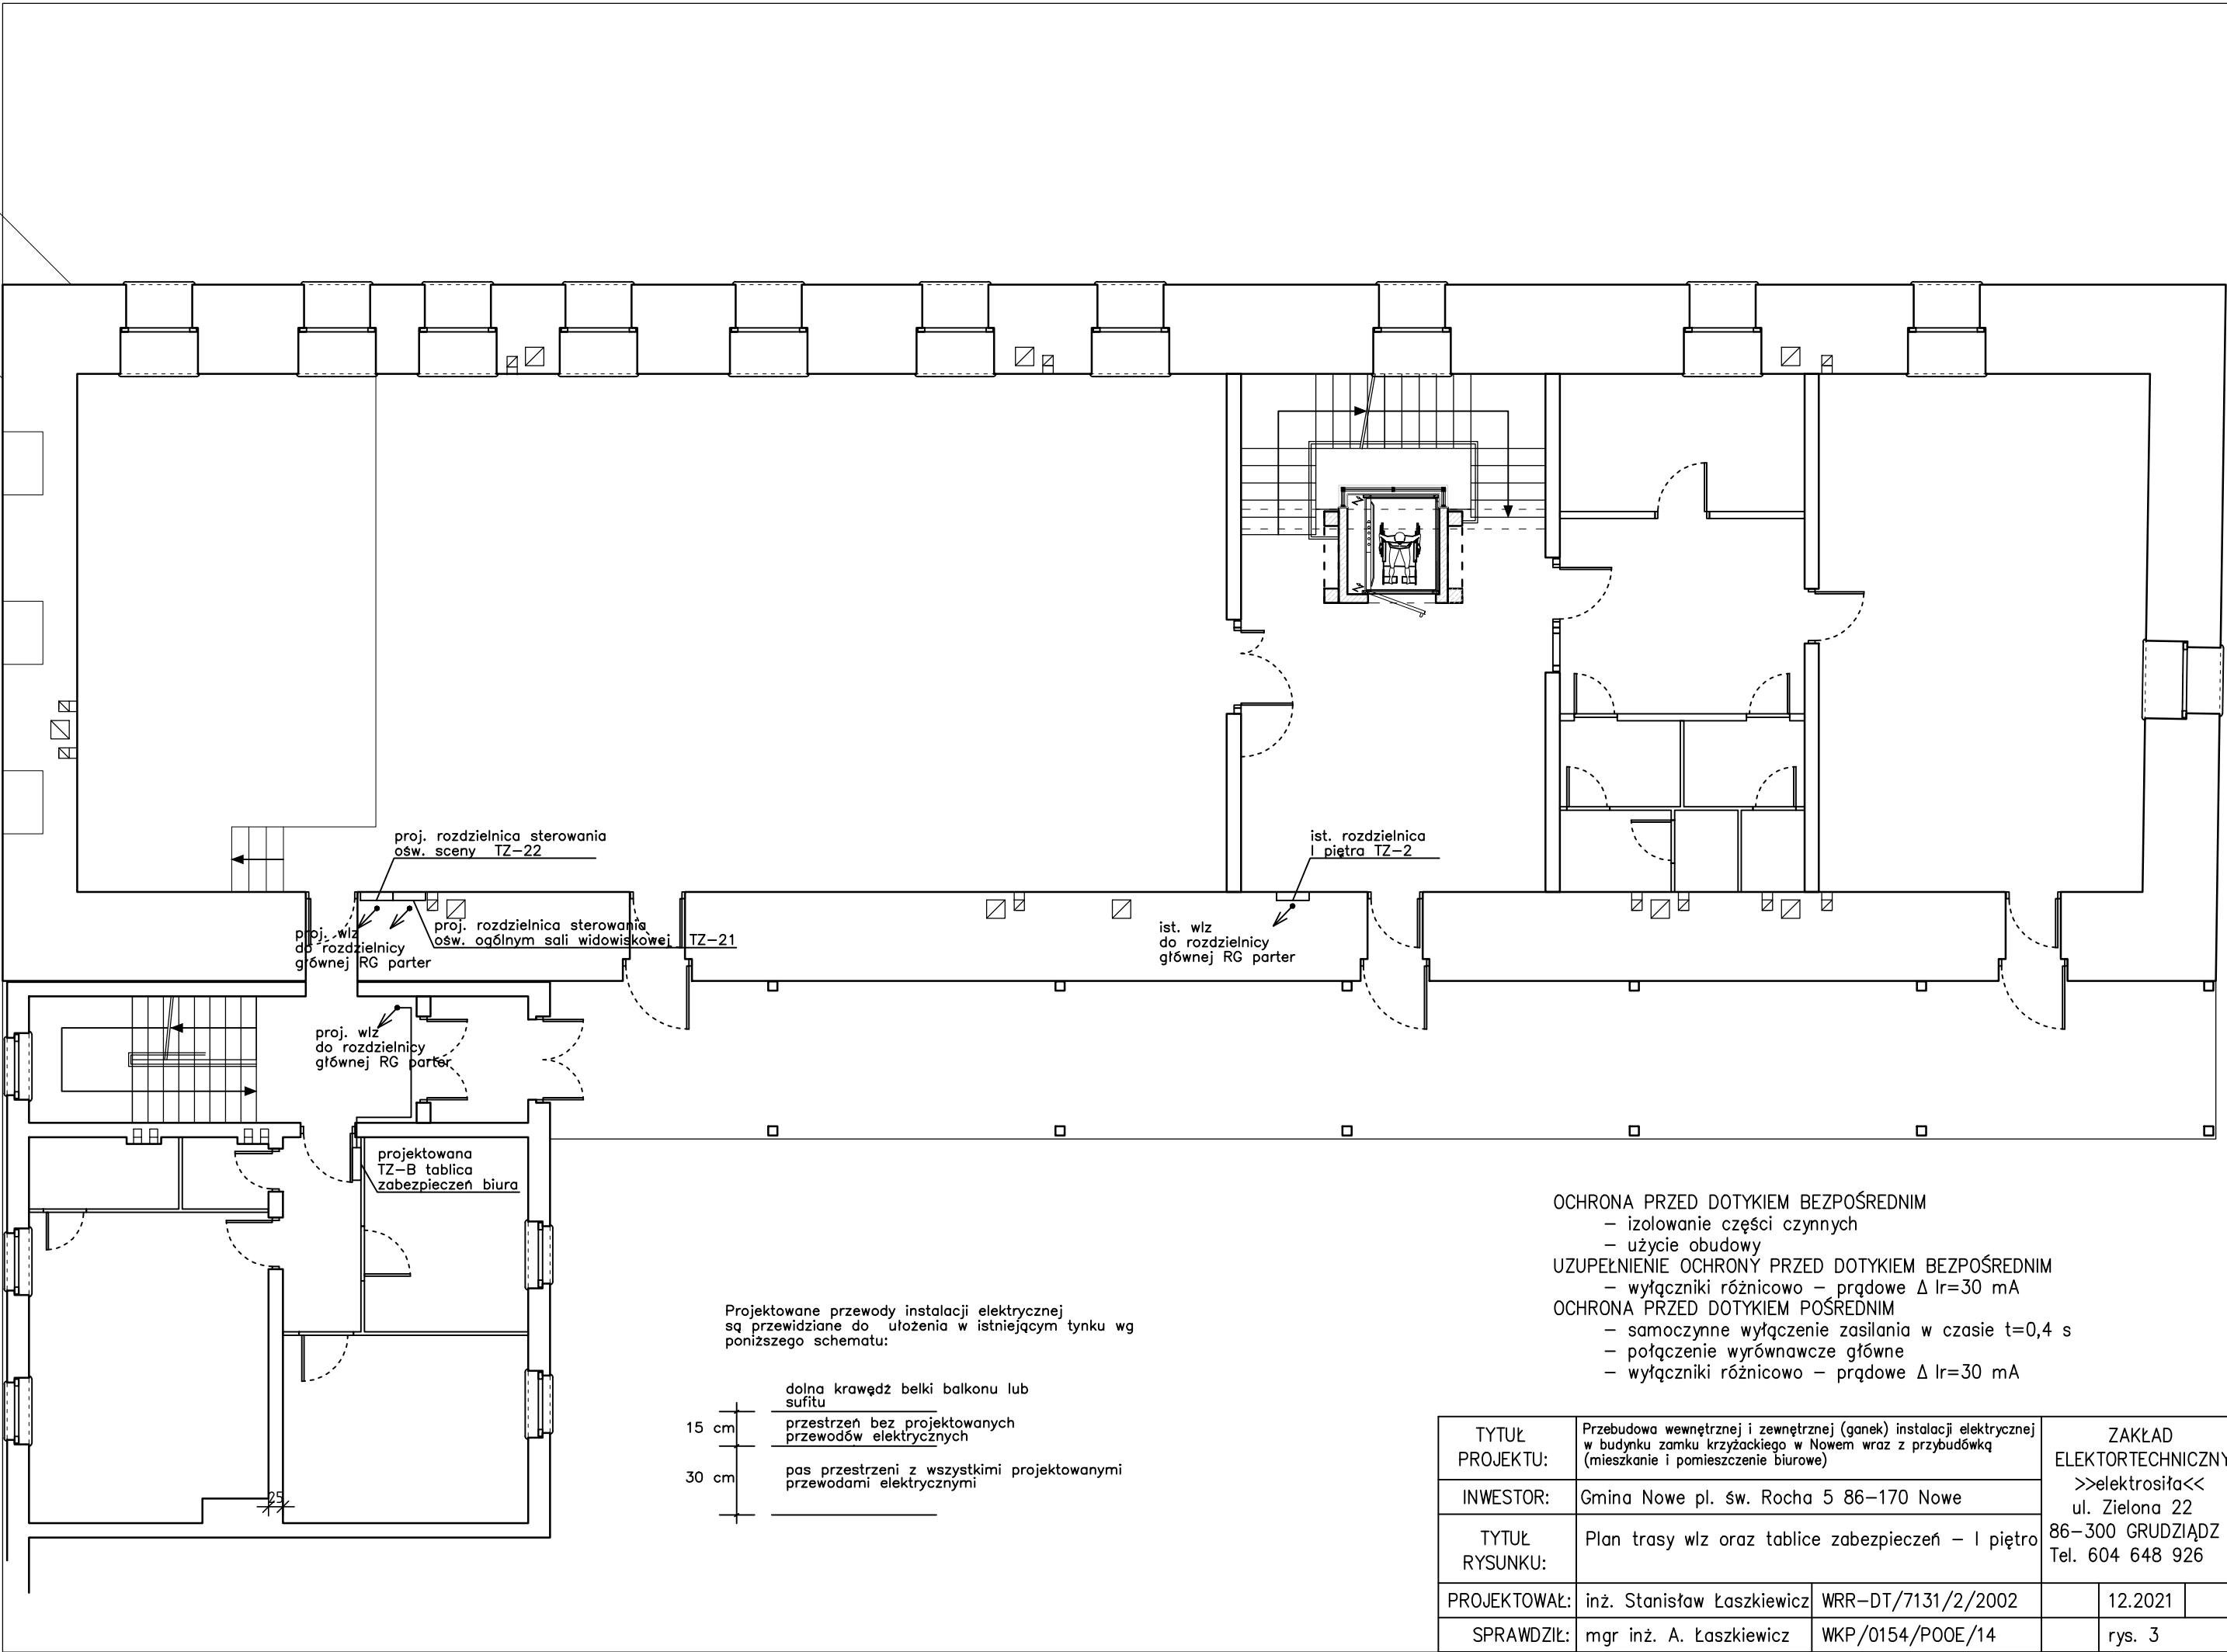 proj. rozdzielnica sterowania
ośw. sceny TZ-22
ist. rozdzielnica
I piętra TZ-2
proj. rozdzielnica sterowania
ośw. ogólnym sali widowiskowej TZ-21
proj. wlz
do rozdzielnicy
głównej RG parter
ist. wlz
do rozdzielnicy
głównej RG parter
proj. wlz
do rozdzielnicy
głównej RG parter
projektowana
TZ-B tablica
zabezpieczeń biura
25
Projektowane przewody instalacji elektrycznej
są przewidziane do ułożenia w istniejącym tynku wg
poniższego schematu:
dolna krawędź belki balkonu lub
sufitu
15 cm
przestrzeń bez projektowanych
przewodów elektrycznych
30 cm
pas przestrzeni z wszystkimi projektowanymi
przewodami elektrycznymi
OCHRONA PRZED DOTYKIEM BEZPOŚREDNIM
- izolowanie części czynnych
- użycie obudowy
UZUPEŁNIENIE OCHRONY PRZED DOTYKIEM BEZPOŚREDNIM
- wyłączniki różnicowo - prądowe Δ Ir=30 mA
OCHRONA PRZED DOTYKIEM POŚREDNIM
- samoczynne wyłączenie zasilania w czasie t=0,4 s
- połączenie wyrównawcze główne
- wyłączniki różnicowo - prądowe Δ Ir=30 mA
TYTUŁ
PROJEKTU:
Przebudowa wewnętrznej i zewnętrznej (ganek) instalacji elektrycznej
w budynku zamku krzyżackiego w Nowem wraz z przybudówką
(mieszkanie i pomieszczenie biurowe)
ZAKŁAD
ELEKTORTECHNICZNY
>>elektrosiła<<
ul. Zielona 22
86-300 GRUDZIĄDZ
Tel. 604 648 926
INWESTOR:
Gmina Nowe pl. św. Rocha 5 86-170 Nowe
TYTUŁ
RYSUNKU:
Plan trasy wlz oraz tablice zabezpieczeń - I piętro
PROJEKTOWAŁ: inż. Stanisław Łaszkiewicz WRR-DT/7131/2/2002 12.2021
SPRAWDZIŁ: mgr inż. A. Łaszkiewicz WKP/0154/POOE/14 rys. 3